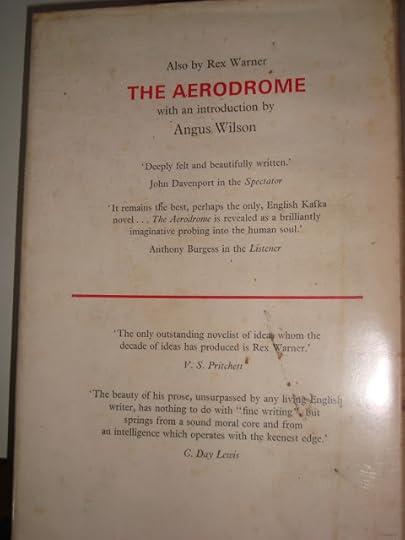 Also by Rex Warner
THE AERODROME
with an introduction by
Angus Wilson
'Deeply felt and beautifully written.'
John Davenport in the Spectator
'It remains the best, perhaps the only, English Kafka
novel . . . The Aerodrome is revealed as a brilliantly
imaginative probing into the human soul.'
Anthony Burgess in the Listener
'The only outstanding novelist of ideas whom the
decade of ideas has produced is Rex Warner.'
V. S. Pritchett
'The beauty of his prose, unsurpassed by any living English
writer, has nothing to do with "fine writing", but
springs from a sound moral core and from
an intelligence which operates with the keenest edge.'
C. Day Lewis